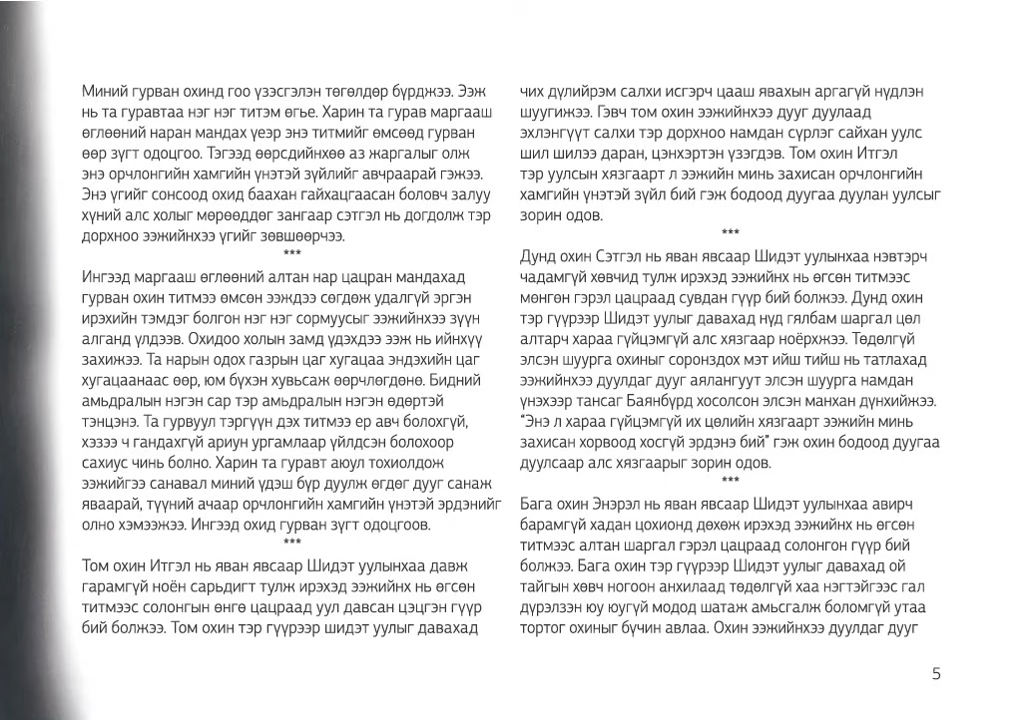 Миний гурван охинд гоо үзэсгэлэн төгөлдөр бүрджээ. Ээж
нь та гуравтаа нэг нэг титэм өгье. Харин та гурав маргааш
өглөөний наран мандах үеэр энэ титмийг өмсөөд гурван
өөр зүгт одоцгоо. Тэгээд өөрсдийнхөө аз жаргалыг олж
энэ орчлонгийн хамгийн үнэтэй зүйлийг авчраарай гэжээ.
Энэ үгийг сонсоод охид баахан гайхацгаасан боловч залуу
хүний алс холыг мөрөөддөг зангаар сэтгэл нь догдолж тэр
дорхноо ээжийнхээ үгийг зөвшөөрчээ.
***
Ингээд маргааш өглөөний алтан нар цацран мандахад
гурван охин титмээ өмсөн ээждээ сөгдөж удалгүй эргэн
ирэхийн тэмдэг болгон нэг нэг сормуусыг ээжийнхээ зүүн
алганд үлдээв. Охидоо холын замд үдэхдээ ээж нь ийнхүү
захижээ. Та нарын одох газрын цаг хугацаа эндэхийн цаг
хугацаанаас өөр, юм бүхэн хувьсаж өөрчлөгдөнө. Бидний
амьдралын нэгэн сар тэр амьдралын нэгэн өдөртэй
тэнцэнэ. Та гурвуул тэргүүн дэх титмээ ер авч болохгүй,
хэзээ ч гандахгүй ариун ургамлаар үйлдсэн болохоор
сахиус чинь болно. Харин та гуравт аюул тохиолдож
ээжийгээ санавал миний үдэш бүр дуулж өгдөг дууг санаж
яваарай, түүний ачаар орчлонгийн хамгийн үнэтэй эрдэнийг
олно хэмээжээ. Ингээд охид гурван зүгт одоцгоов.
***
Том охин Итгэл нь яван явсаар Шидэт уулынхаа давж
гарамгүй ноён сарьдигт тулж ирэхэд ээжийнх нь өгсөн
титмээс солонгын өнгө цацраад уул давсан цэцгэн гүүр
бий болжээ. Том охин тэр гүүрээр шидэт уулыг давахад
чих дүлийрэм салхи исгэрч цааш явахын аргагүй нүдлэн
шуугижээ. Гэвч том охин ээжийнхээ дууг дуулаад
эхлэнгүүт салхи тэр дорхноо намдан сүрлэг сайхан уулс
шил шилээ даран, цэнхэртэн үзэгдэв. Том охин Итгэл
тэр уулсын хязгаарт л ээжийн минь захисан орчлонгийн
хамгийн үнэтэй зүйл бий гэж бодоод дуугаа дуулан уулсыг
зорин одов.
***
Дунд охин Сэтгэл нь яван явсаар Шидэт уулынхаа нэвтэрч
чадамгүй хөвчид тулж ирэхэд ээжийнх нь өгсөн титмээс
мөнгөн гэрэл цацраад сувдан гүүр бий болжээ. Дунд охин
тэр гүүрээр Шидэт уулыг давахад нүд гялбам шаргал цөл
алтарч хараа гүйцэмгүй алс хязгаар ноёрхжээ. Төдөлгүй
элсэн шуурга охиныг соронздох мэт ийш тийш нь татлахад
ээжийнхээ дуулдаг дууг аялангуут элсэн шуурга намдан
үнэхээр тансаг Баянбүрд хосолсон элсэн манхан дүнхийжээ.
“Энэ л хараа гүйцэмгүй их цөлийн хязгаарт ээжийн минь
захисан хорвоод хосгүй эрдэнэ бий” гэж охин бодоод дуугаа
дуулсаар алс хязгаарыг зорин одов.
***
Бага охин Энэрэл нь яван явсаар Шидэт уулынхаа авирч
барамгүй хадан цохионд дөхөж ирэхэд ээжийнх нь өгсөн
титмээс алтан шаргал гэрэл цацраад солонгон гүүр бий
болжээ. Бага охин тэр гүүрээр Шидэт уулыг давахад ой
тайгын хөвч ногоон анхилаад төдөлгүй хаа нэгтэйгээс гал
дүрэлзэн юу юугүй модод шатаж амьсгалж боломгүй утаа
тортог охиныг бүчин авлаа. Охин ээжийнхээ дуулдаг дууг
5